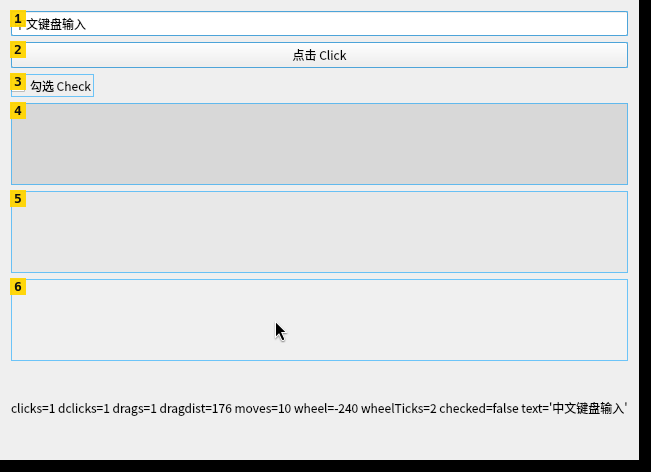 1
中文键盘输入
2
点击 Click
3
勾选 Check
4
5
6
clicks=1 dclicks=1 drags=1 dragdist=176 moves=10 wheel=-240 wheelTicks=2 checked=false text='中文键盘输入'